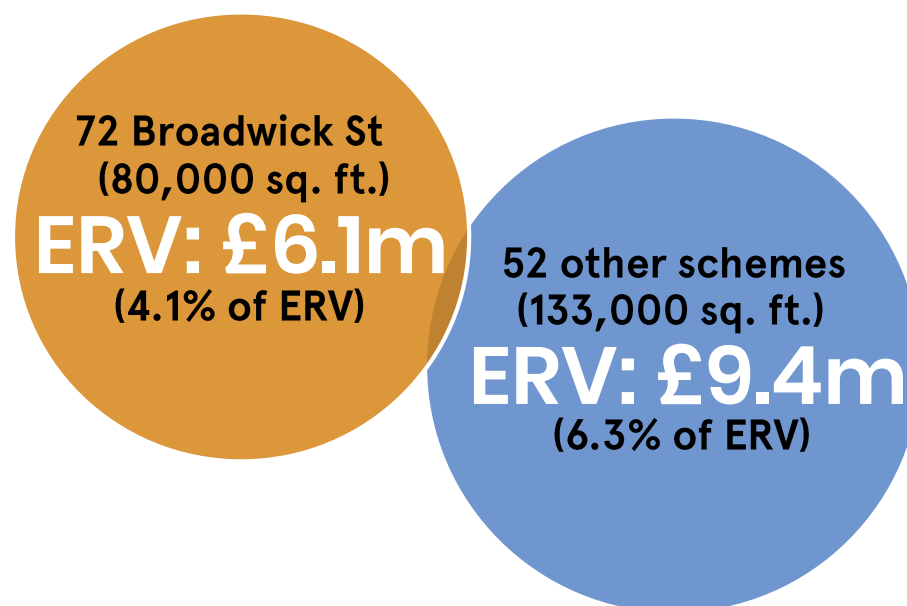 72 Broadwick St
(80,000 sq. ft.)
ERV: £6.1m
(4.1% of ERV)
52 other schemes
(133,000 sq. ft.)
ERV: £9.4m
(6.3% of ERV)